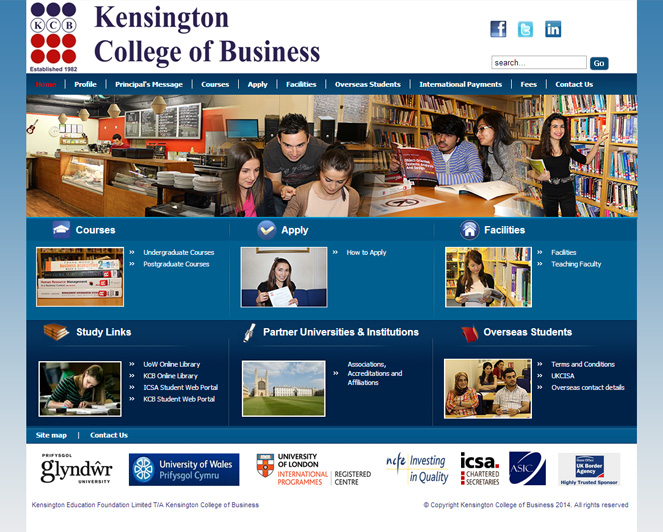 K C B
Established 1982
Kensington
College of Business
search...
Go
Home
Profile
Principal's Message
Courses
Apply
Facilities
Overseas Students
International Payments
Fees
Contact Us
Courses
Undergraduate Courses
Postgraduate Courses
Apply
How to Apply
Facilities
Facilities
Teaching Faculty
Study Links
UoW Online Library
KCB Online Library
ICSA Student Web Portal
KCB Student Web Portal
Partner Universities & Institutions
Associations,
Accreditations and
Affiliations
Overseas Students
Terms and Conditions
UKCISA
Overseas contact details
Site map | Contact Us
PRIFYSGOL
glyndŵr
UNIVERSITY
University of Wales
Prifysgol Cymru
UNIVERSITY
OF LONDON
INTERNATIONAL
PROGRAMMES
REGISTERED
CENTRE
ncfe Investing
in Quality
icsa.
CHARTERED
SECRETARIES
ASIC
UK Border
Agency
Highly Trusted Sponsor
Kensington Education Foundation Limited T/A Kensington College of Business
© Copyright Kensington College of Business 2014. All rights reserved